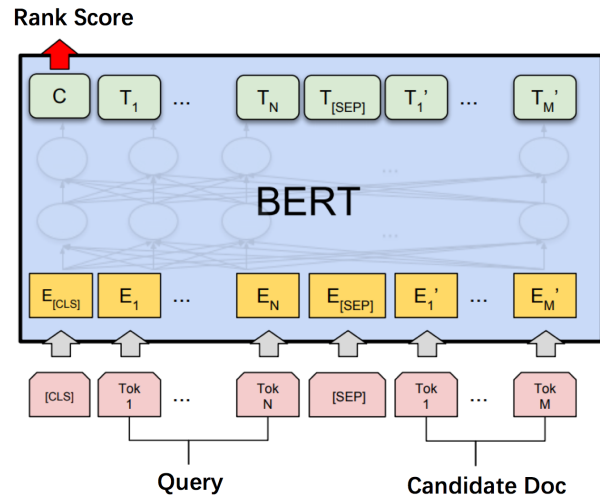 Rank Score
C T1 ... TN T[SEP] T1' ... TM'
...
BERT
...
E[CLS] E1 ... EN E[SEP] E1' ... EM'
[CLS] Tok 1 ... Tok N [SEP] Tok 1 ... Tok M
Query Candidate Doc